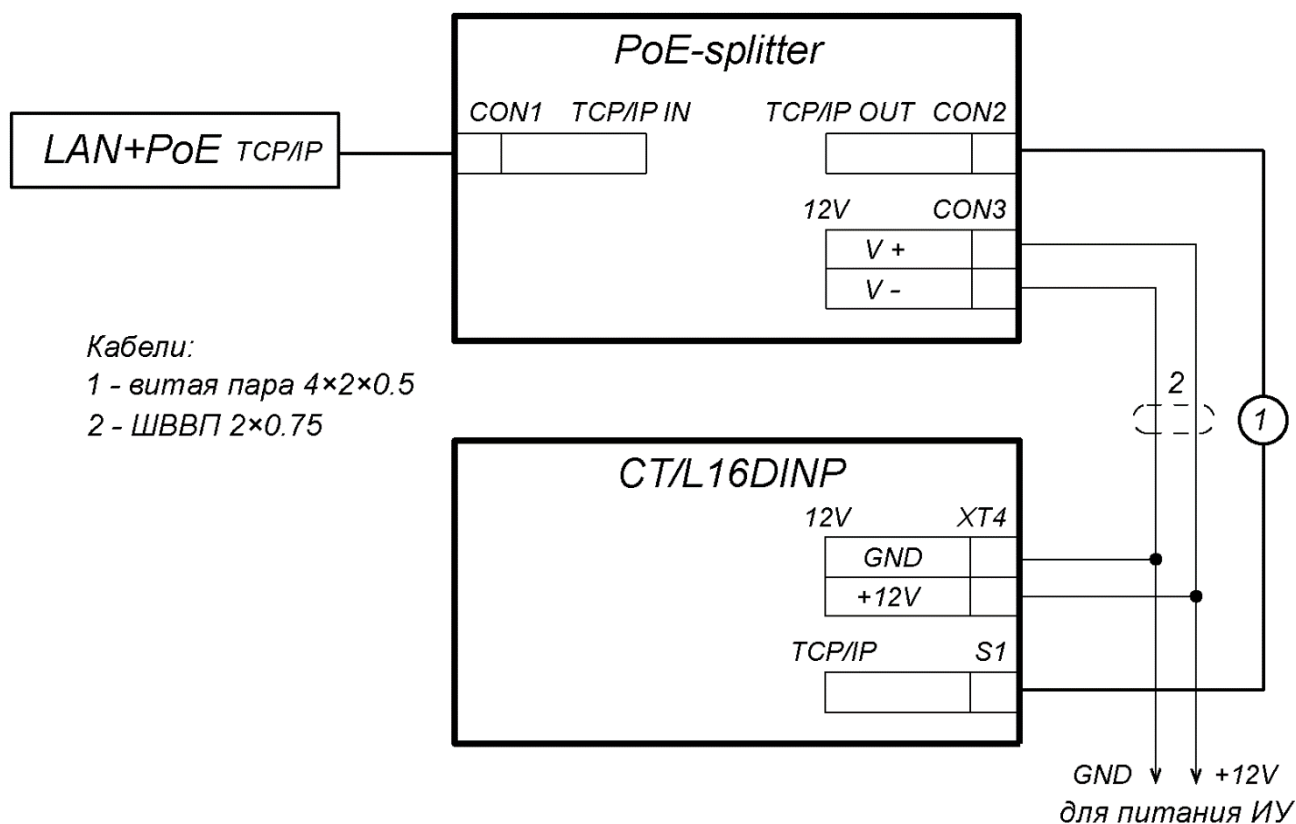 PoE-splitter
CON1 TCP/IP IN TCP/IP OUT CON2
LAN+PoE TCP/IP
12V CON3
V +
V -
Кабели:
1 - витая пара 4×2×0.5
2 - ШВВП 2×0.75
2
1
CT/L16DINP
12V XT4
GND
+12V
TCP/IP S1
GND +12V
для питания ИУ